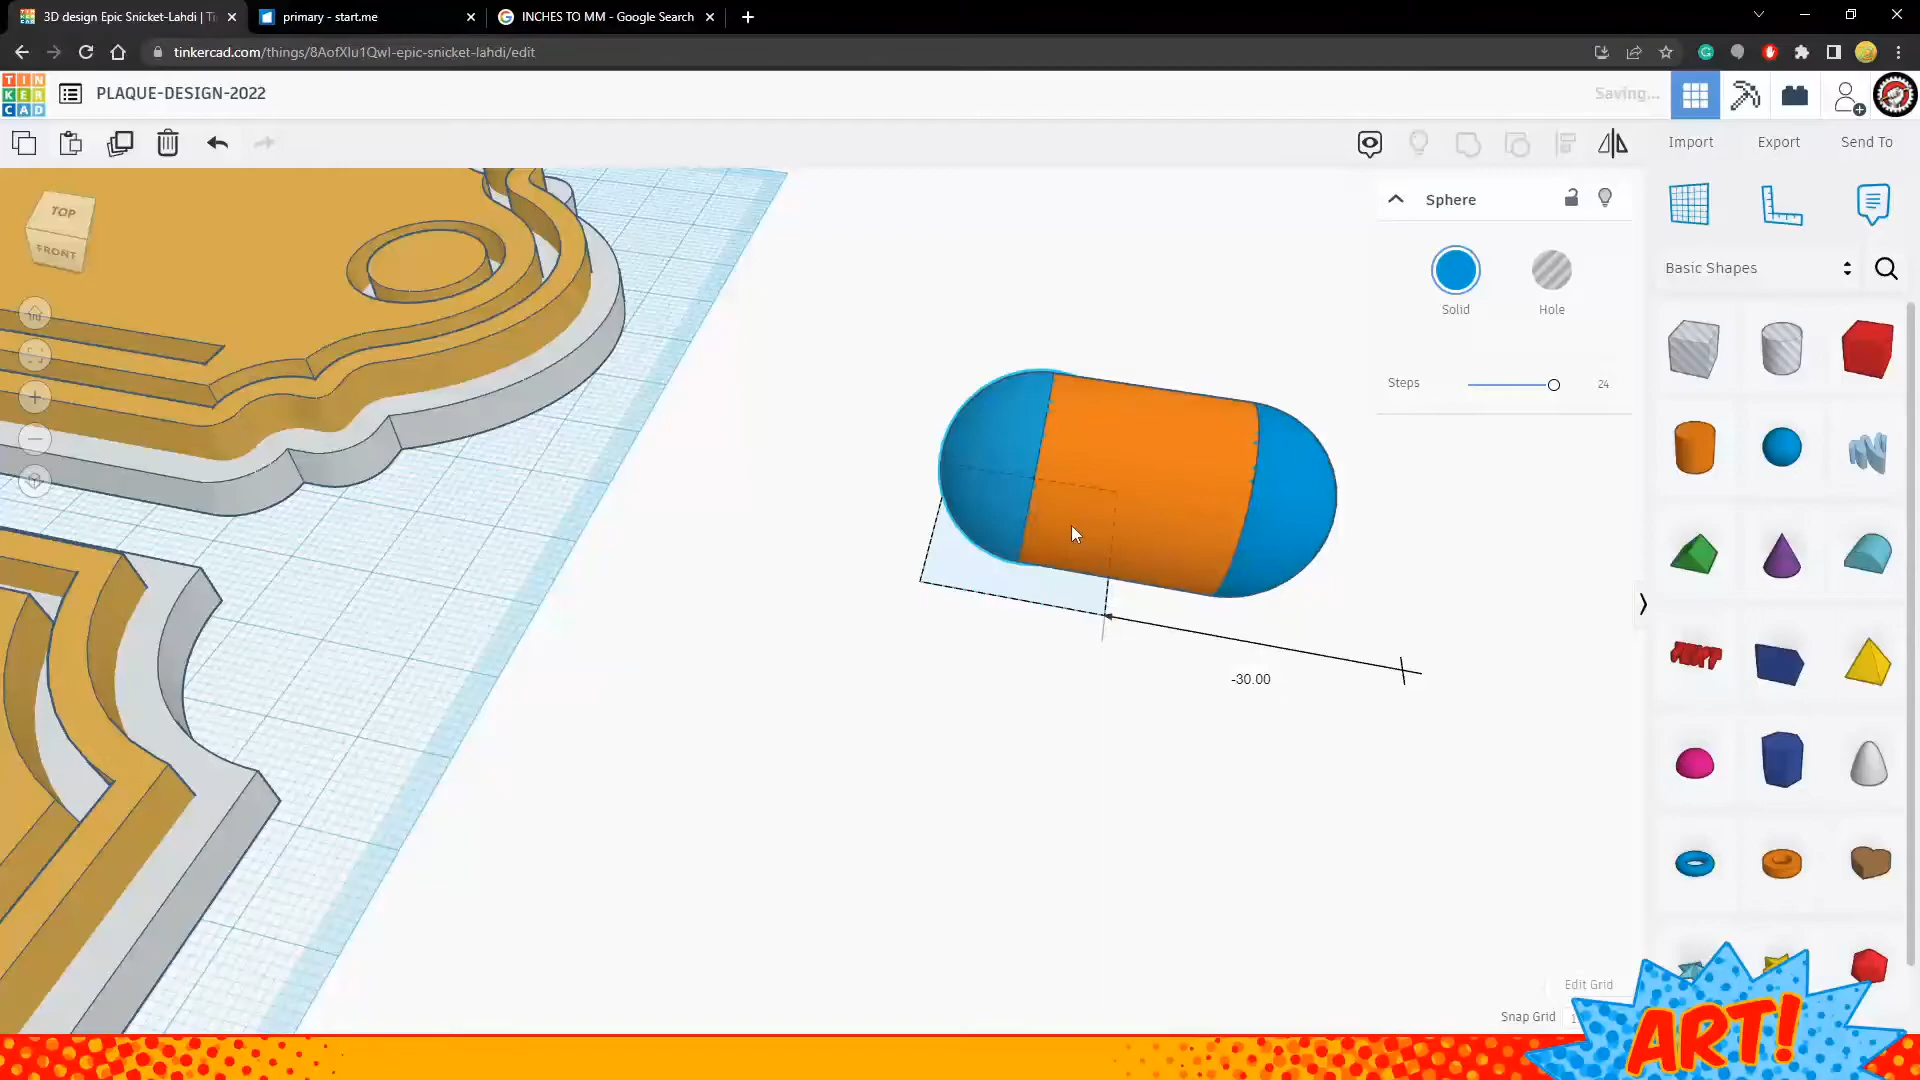 3D design Epic Snicket-Lahdi | Ti
primary - start.me
INCHES TO MM - Google Search
tinkercad.com/things/8AofXlu1Qwl-epic-snicket-lahdi/edit
TIN
KER
CAD
PLAQUE-DESIGN-2022
Saving...
Import
Export
Send To
TOP
FRONT
Sphere
Solid
Hole
Steps
24
Basic Shapes
-30.00
Edit Grid
Snap Grid
ART!